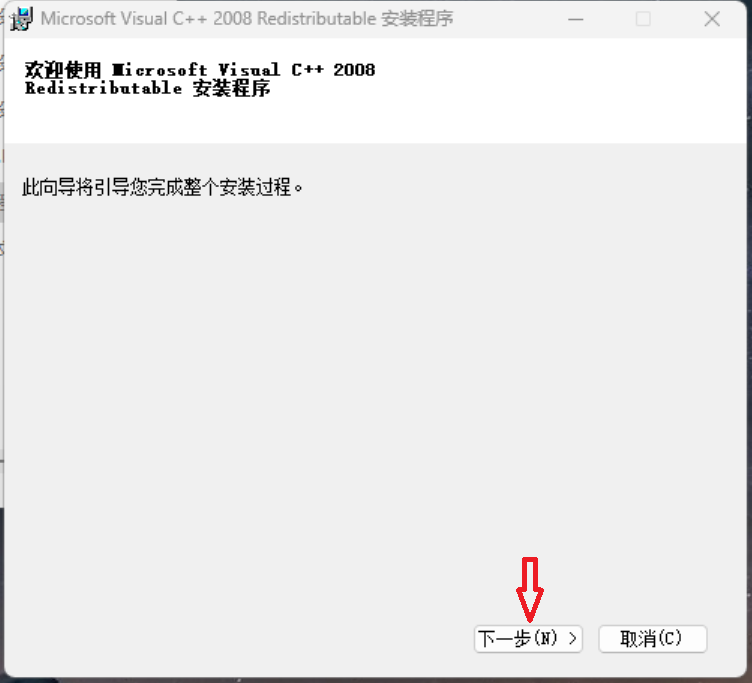 Microsoft Visual C++ 2008 Redistributable 安装程序
欢迎使用 Microsoft Visual C++ 2008
Redistributable 安装程序
此向导将引导您完成整个安装过程。
下一步(N) >
取消(C)